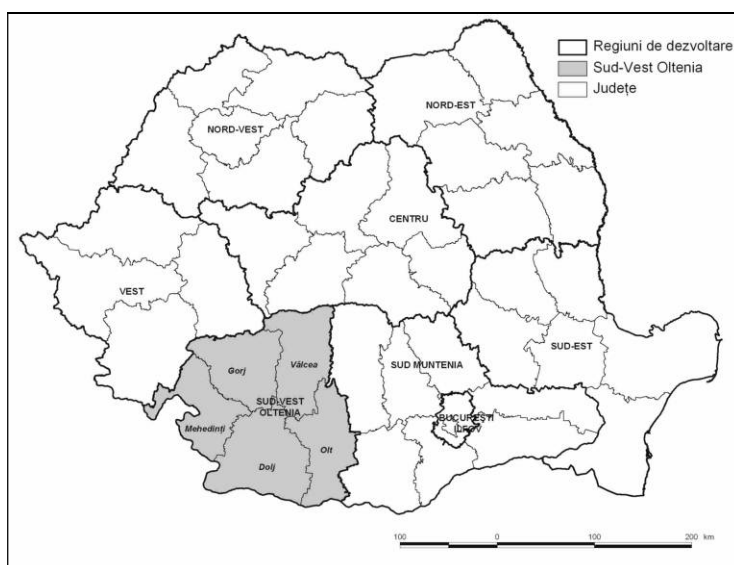 Regiuni de dezvoltare
Sud-Vest Oltenia
Județe
NORD-VEST
NORD-EST
CENTRU
VEST
SUD-EST
SUD MUNTENIA
Gorj
Vâlcea
SUD-VEST
OLTENIA
BUCUREȘTI
ILFOV
Mehedinți
Olt
Dolj
100 0 100 200 km